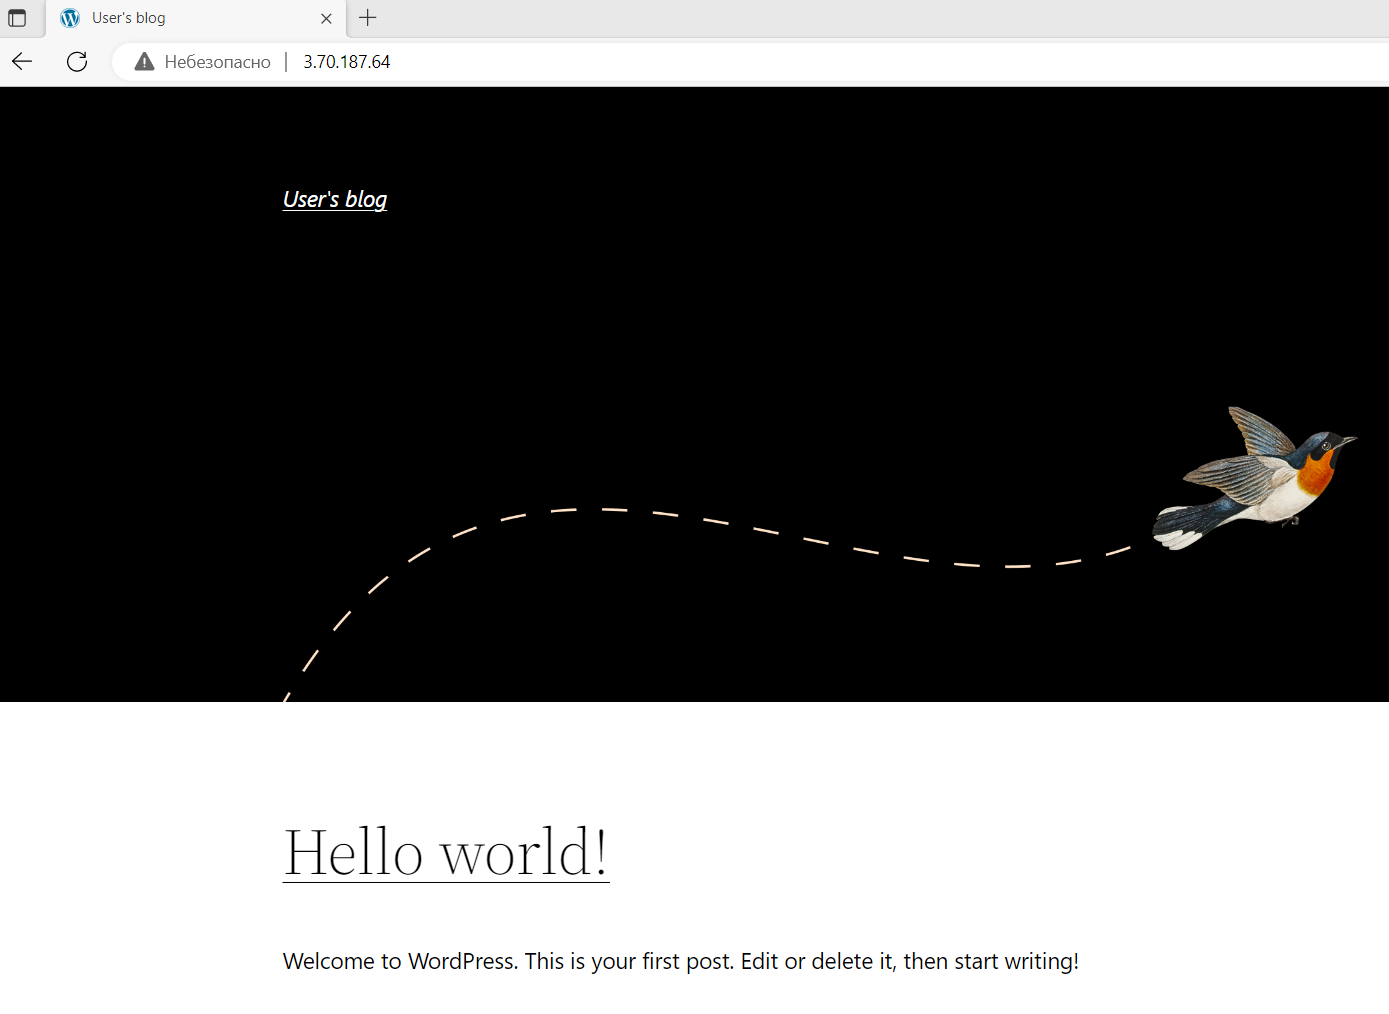 User's blog
Небезопасно | 3.70.187.64
User's blog
Hello world!
Welcome to WordPress. This is your first post. Edit or delete it, then start writing!